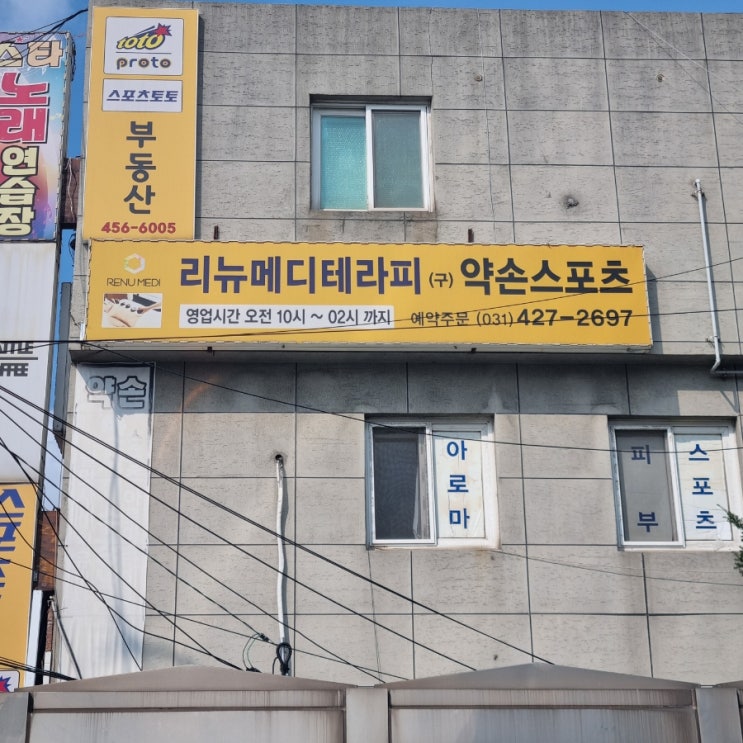 스타
노래
연습장
toto
proto
스포츠토토
부동산
456-6005
RENU MEDI
리뉴메디테라피 (구) 약손스포츠
영업시간 오전 10시 ~ 02시 까지 예약주문 (031) 427-2697
약손
아로마
피부
스포츠